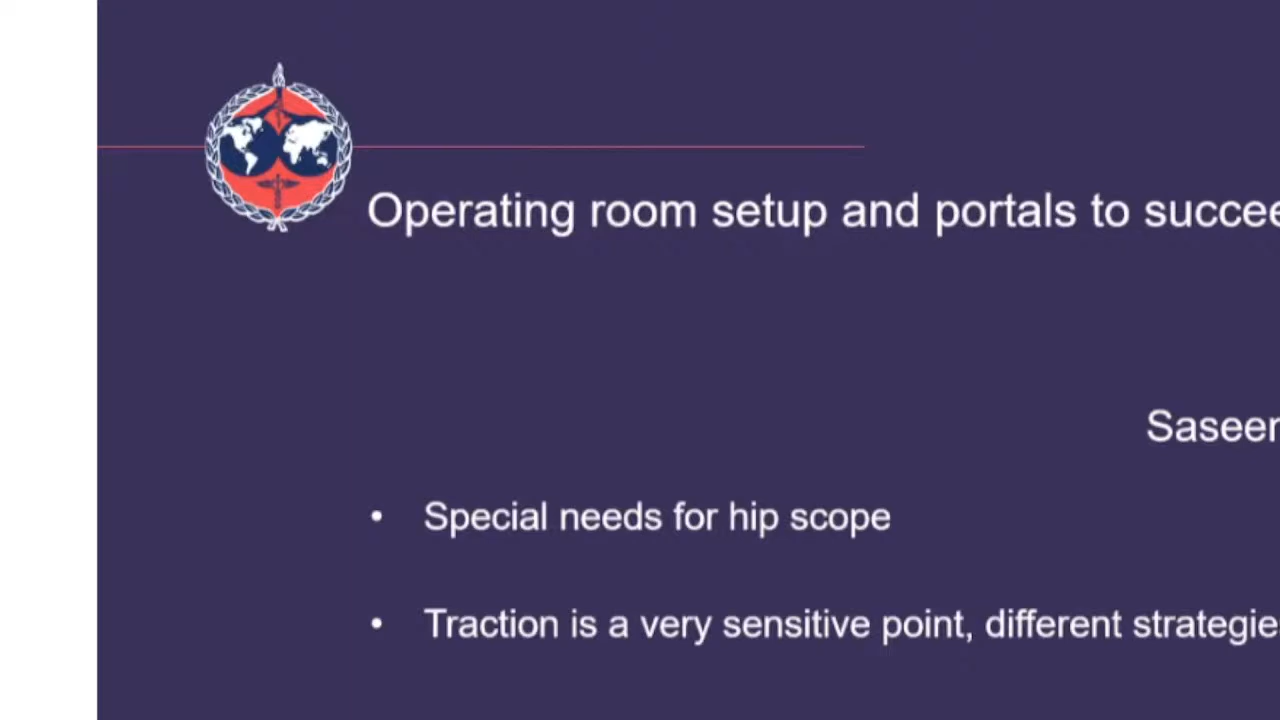 Operating room setup and portals to succee
Saseer
• Special needs for hip scope
• Traction is a very sensitive point, different strategie